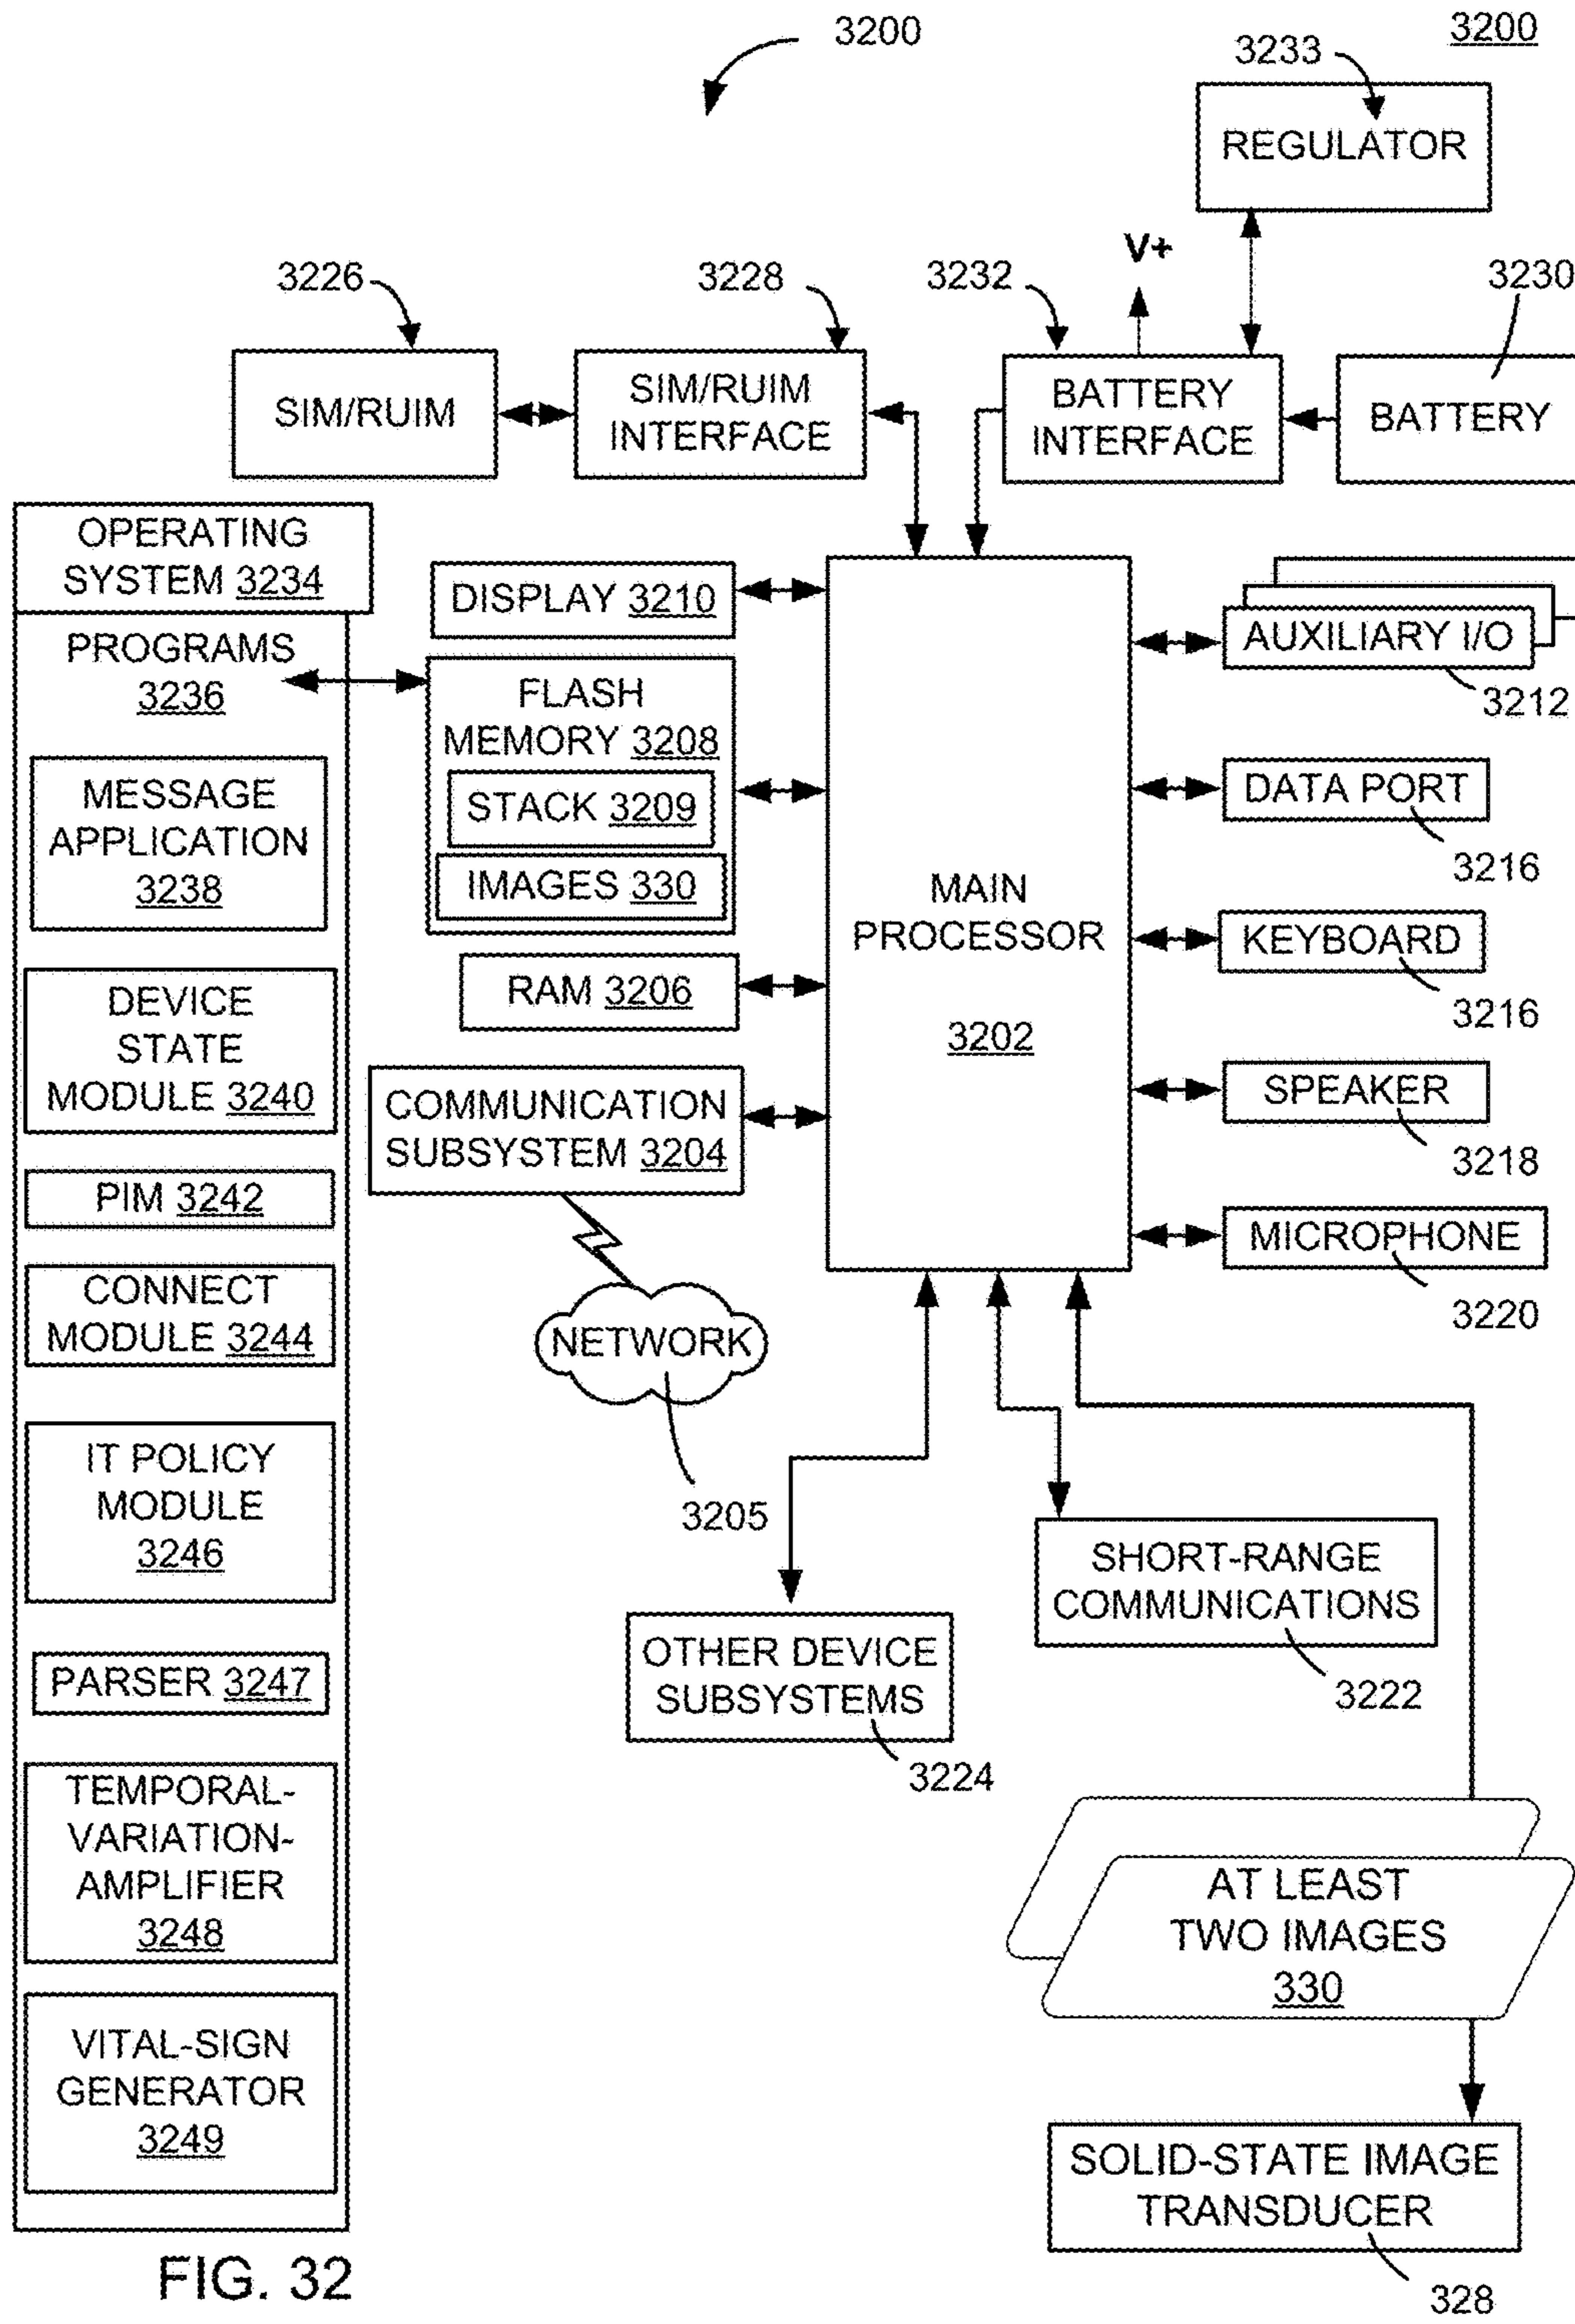 3200
3200
3233
REGULATOR
V+
3226
3228
3232
3230
SIM/RUIM
SIM/RUIM
INTERFACE
BATTERY
INTERFACE
BATTERY
OPERATING
SYSTEM 3234
PROGRAMS
3236
MESSAGE
APPLICATION
3238
DEVICE
STATE
MODULE 3240
PIM 3242
CONNECT
MODULE 3244
IT POLICY
MODULE
3246
PARSER 3247
TEMPORAL-
VARIATION-
AMPLIFIER
3248
VITAL-SIGN
GENERATOR
3249
DISPLAY 3210
FLASH
MEMORY 3208
STACK 3209
IMAGES 330
RAM 3206
COMMUNICATION
SUBSYSTEM 3204
NETWORK
3205
MAIN
PROCESSOR
3202
AUXILIARY I/O
3212
DATA PORT
3216
KEYBOARD
3216
SPEAKER
3218
MICROPHONE
3220
SHORT-RANGE
COMMUNICATIONS
3222
OTHER DEVICE
SUBSYSTEMS
3224
AT LEAST
TWO IMAGES
330
SOLID-STATE IMAGE
TRANSDUCER
328
FIG. 32